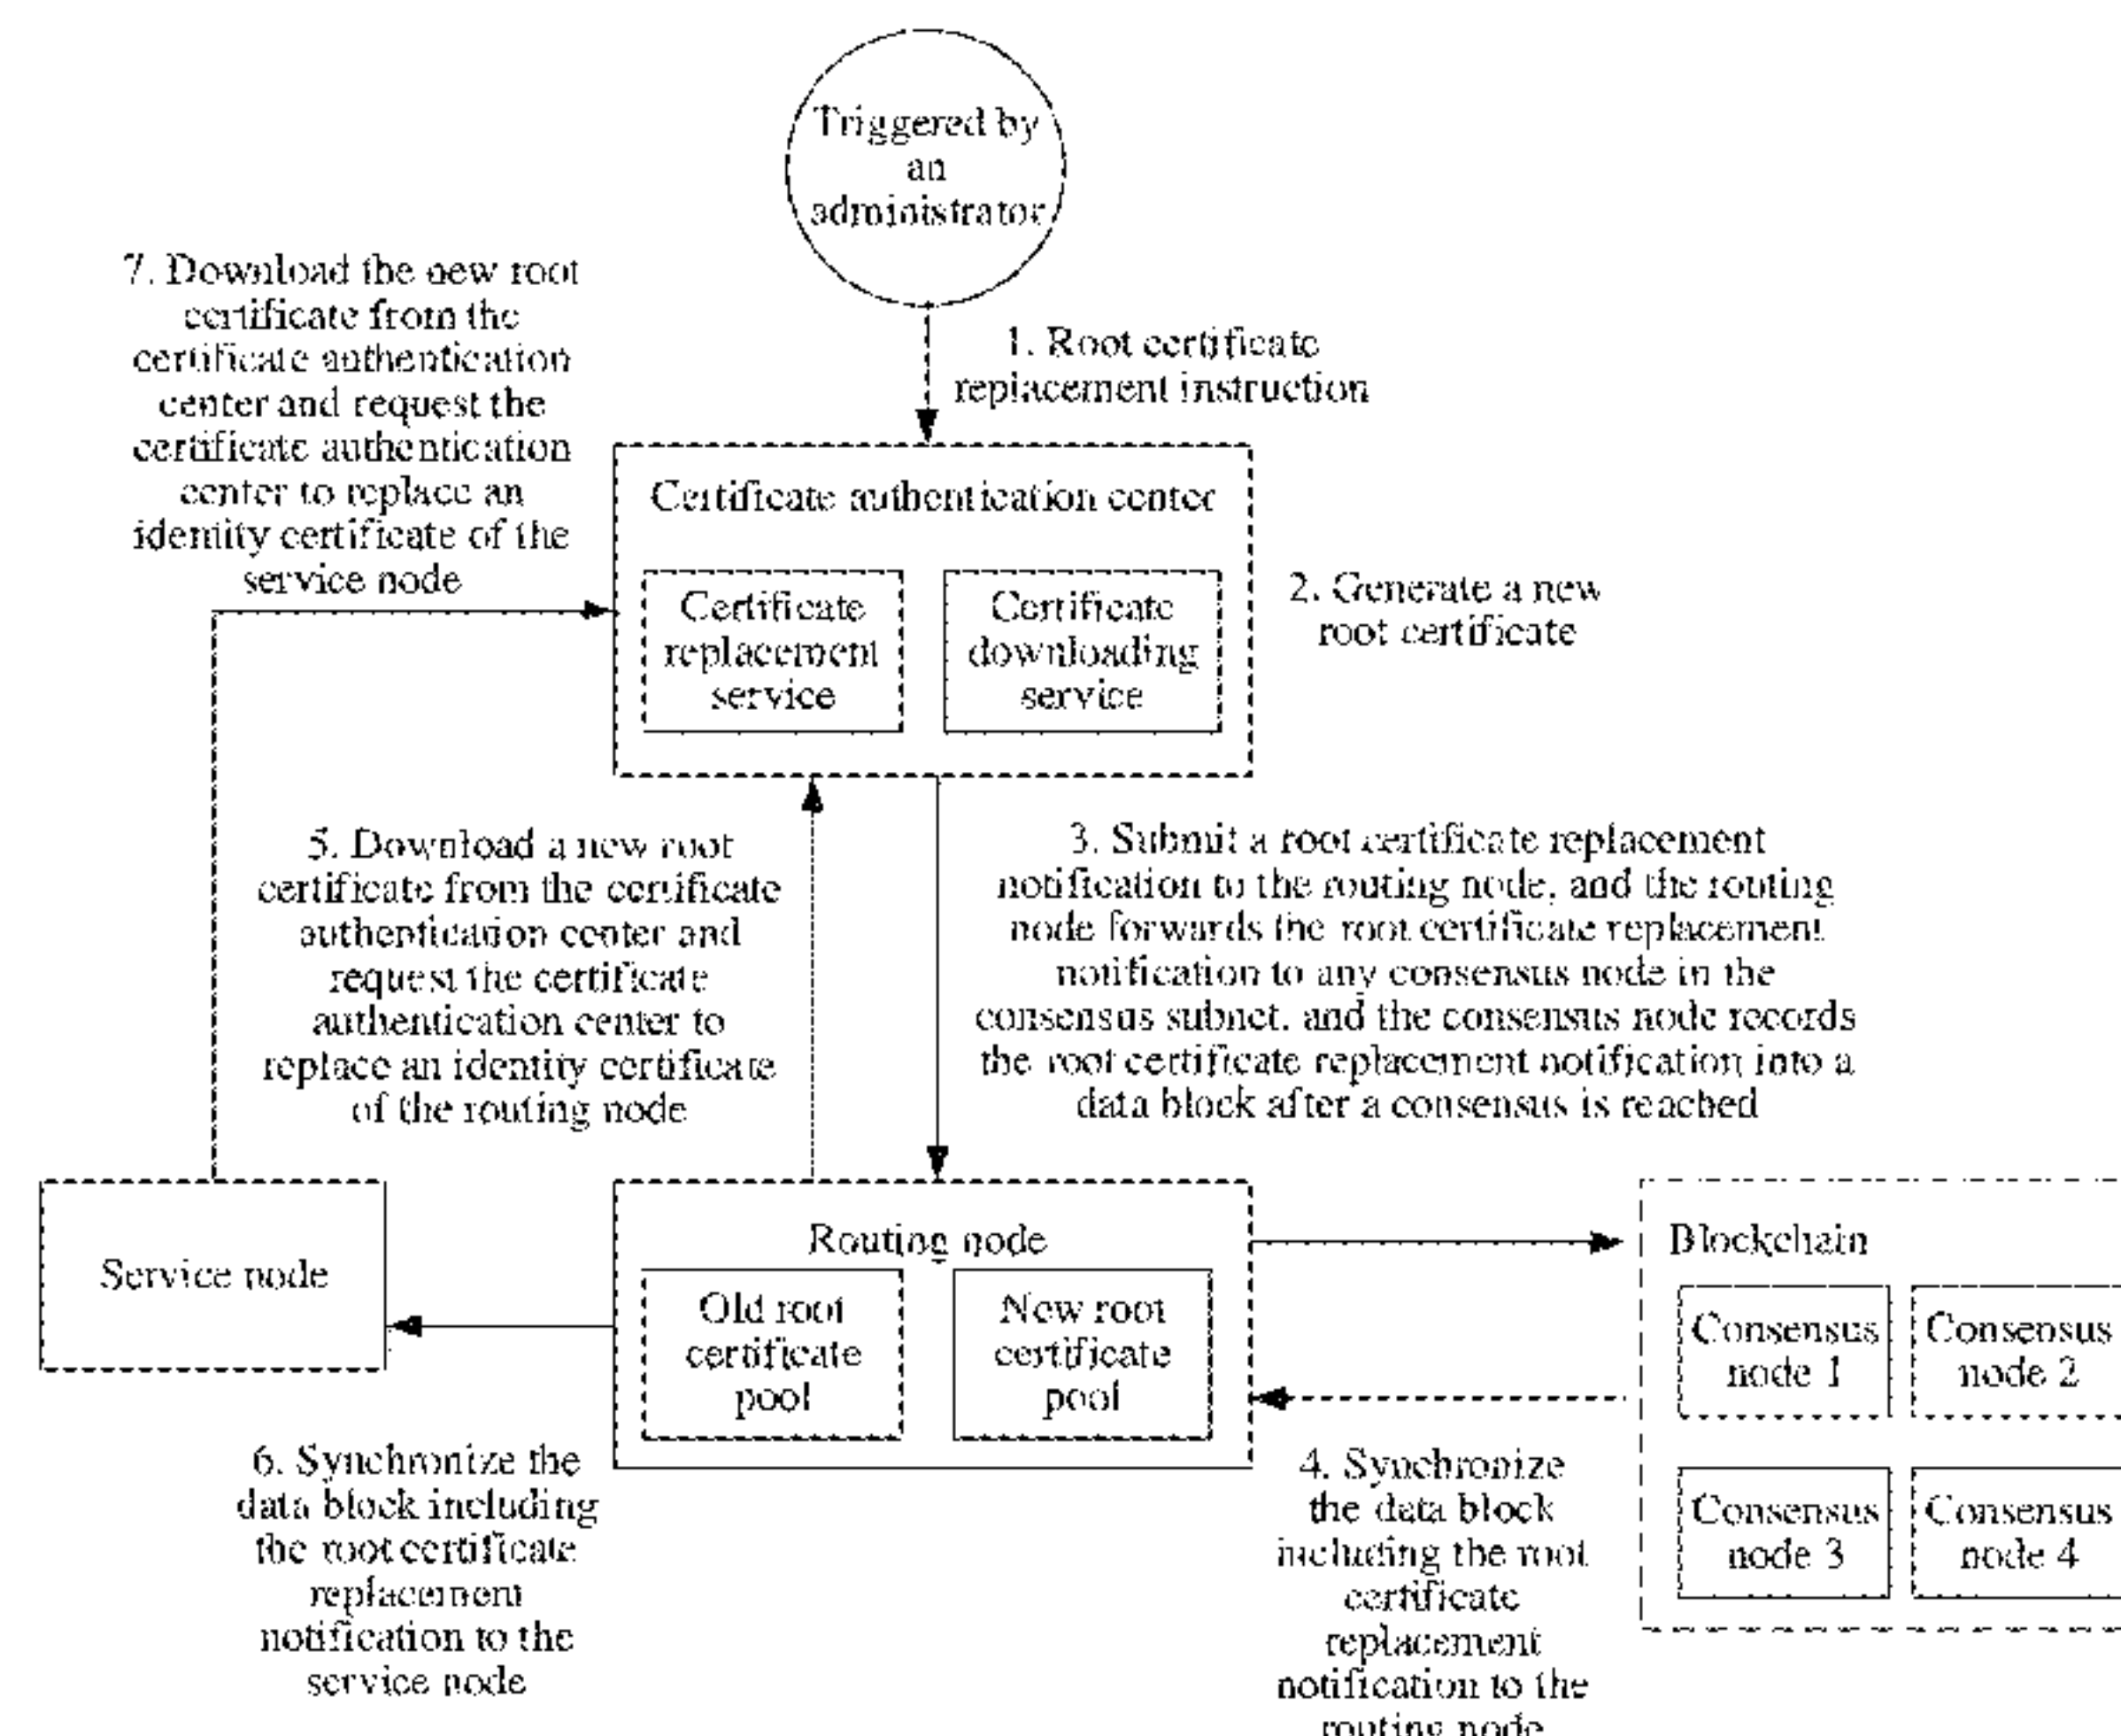 Triggered by
an
administrator
7. Download the new root
certificate from the
certificate authentication
center and request the
certificate authentication
center to replace an
identity certificate of the
service node
1. Root certificate
replacement instruction
Certificate authentication center
Certificate
replacement
service
Certificate
downloading
service
2. Generate a new
root certificate
5. Download a new root
certificate from the certificate
authentication center and
request the certificate
authentication center to
replace an identity certificate
of the routing node
3. Submit a root certificate replacement
notification to the routing node, and the routing
node forwards the root certificate replacement
notification to any consensus node in the
consensus subnet, and the consensus node records
the root certificate replacement notification into a
data block after a consensus is reached
Service node
Routing node
Old root
certificate
pool
New root
certificate
pool
Blockchain
Consensus
node 1
Consensus
node 2
Consensus
node 3
Consensus
node 4
6. Synchronize the
data block including
the root certificate
replacement
notification to the
service node
4. Synchronize
the data block
including the root
certificate
replacement
notification to the
routing node